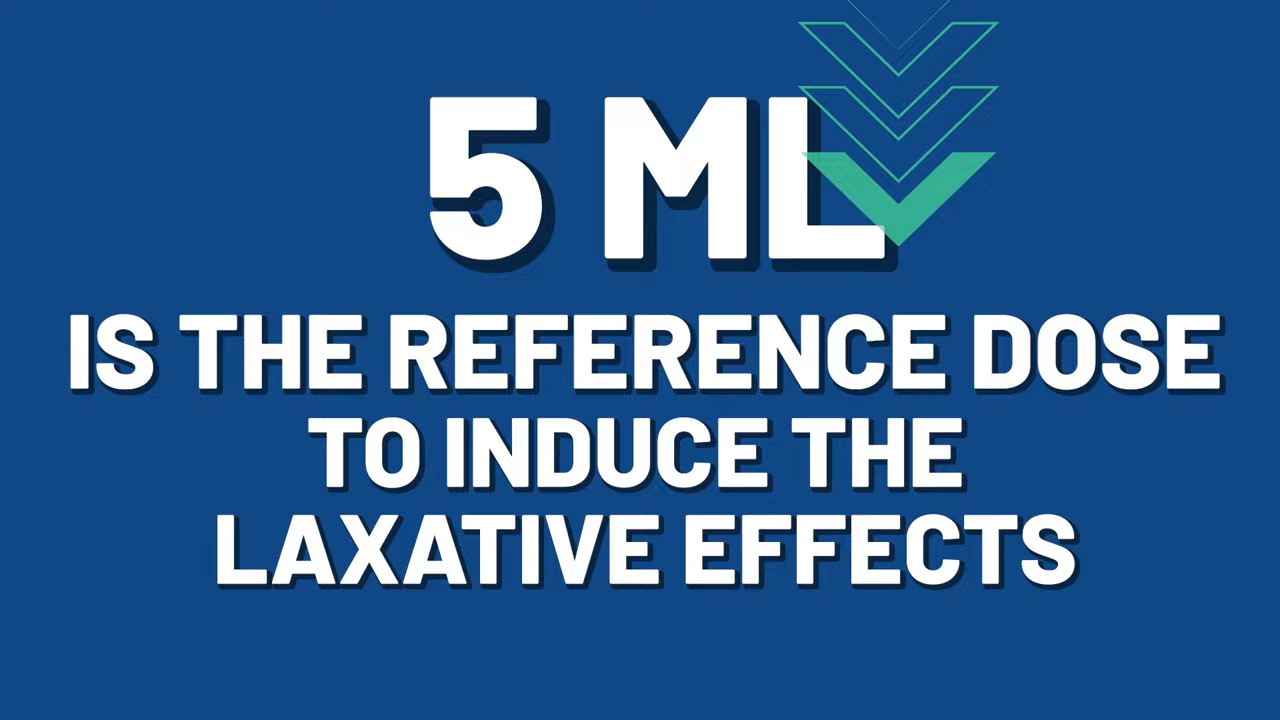 5 ML
IS THE REFERENCE DOSE
TO INDUCE THE
LAXATIVE EFFECTS